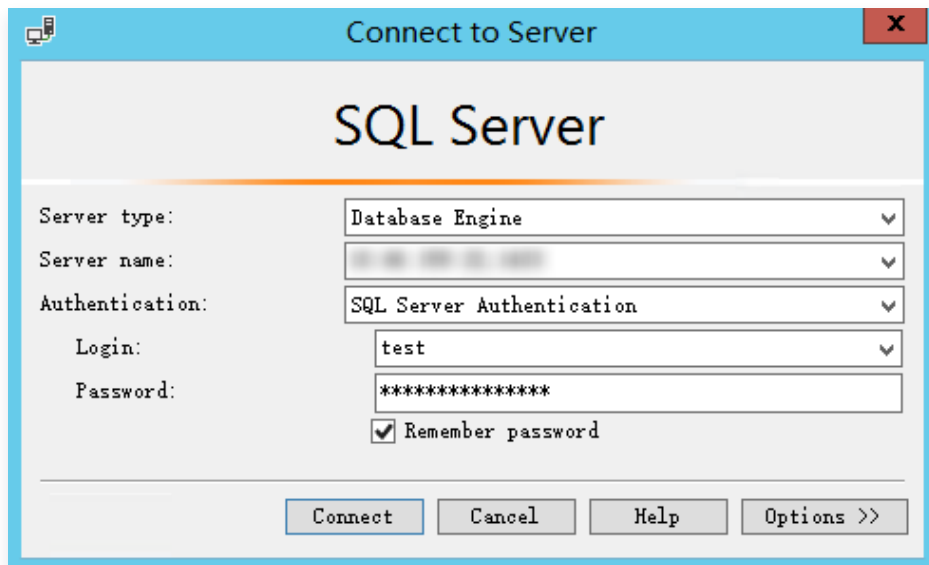 Connect to Server
X
SQL Server
Server type:
Database Engine
Server name:
Authentication:
SQL Server Authentication
Login:
test
Password:
***************
Remember password
Connect
Cancel
Help
Options >>